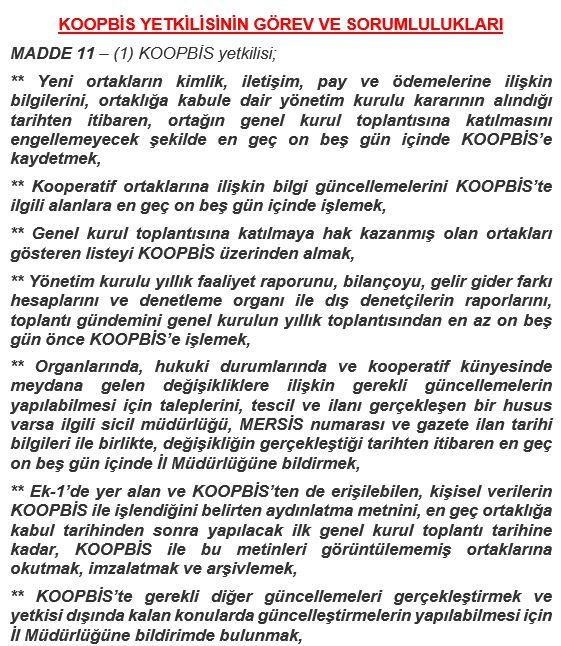 KOOPBİS YETKİLİSİNİN GÖREV VE SORUMLULUKLARI
MADDE 11 – (1) KOOPBİS yetkilisi;
** Yeni ortakların kimlik, iletişim, pay ve ödemelerine ilişkin
bilgilerini, ortaklığa kabule dair yönetim kurulu kararının alındığı
tarihten itibaren, ortağın genel kurul toplantısına katılmasını
engellemeyecek şekilde en geç on beş gün içinde KOOPBİS’e
kaydetmek,
** Kooperatif ortaklarına ilişkin bilgi güncellemelerini KOOPBİS’te
ilgili alanlara en geç on beş gün içinde işlemek,
** Genel kurul toplantısına katılmaya hak kazanmış olan ortakları
gösteren listeyi KOOPBİS üzerinden almak,
** Yönetim kurulu yıllık faaliyet raporunu, bilançoyu, gelir gider farkı
hesaplarını ve denetleme organı ile dış denetçilerin raporlarını,
toplantı gündemini genel kurulun yıllık toplantısından en az on beş
gün önce KOOPBİS’e işlemek,
** Organlarında, hukuki durumlarında ve kooperatif künyesinde
meydana gelen değişikliklere ilişkin gerekli güncellemelerin
yapılabilmesi için taleplerini, tescil ve ilanı gerçekleşen bir husus
varsa ilgili sicil müdürlüğü, MERSİS numarası ve gazete ilan tarihi
bilgileri ile birlikte, değişikliğin gerçekleştiği tarihten itibaren en geç
on beş gün içinde İl Müdürlüğüne bildirmek,
** Ek-1’de yer alan ve KOOPBİS’ten de erişilebilen, kişisel verilerin
KOOPBİS ile işlendiğini belirten aydınlatma metnini, en geç ortaklığa
kabul tarihinden sonra yapılacak ilk genel kurul toplantı tarihine
kadar, KOOPBİS ile bu metinleri görüntülememiş ortaklarına
okutmak, imzalatmak ve arşivlemek,
** KOOPBİS’te gerekli diğer güncellemeleri gerçekleştirmek ve
yetkisi dışında kalan konularda güncelleştirmelerin yapılabilmesi için
İl Müdürlüğüne bildirimde bulunmak,